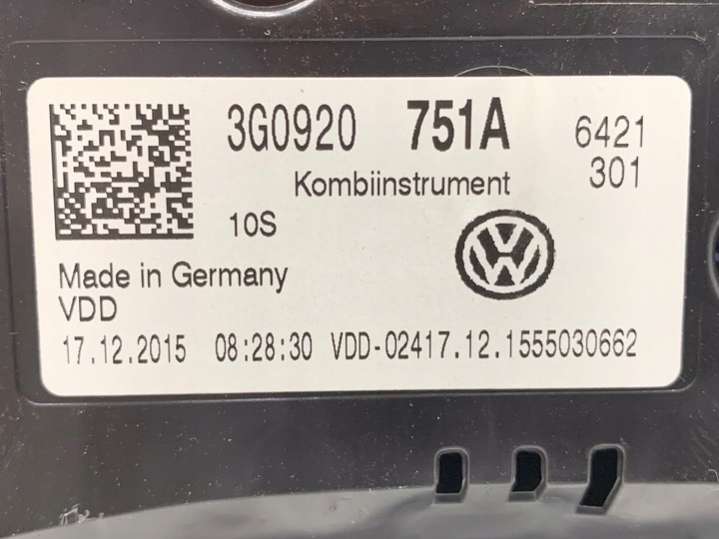 3G0920 751A 6421
Kombiinstrument 301
10S
Made in Germany
VDD
17.12.2015 08:28:30 VDD-02417.12.1555030662